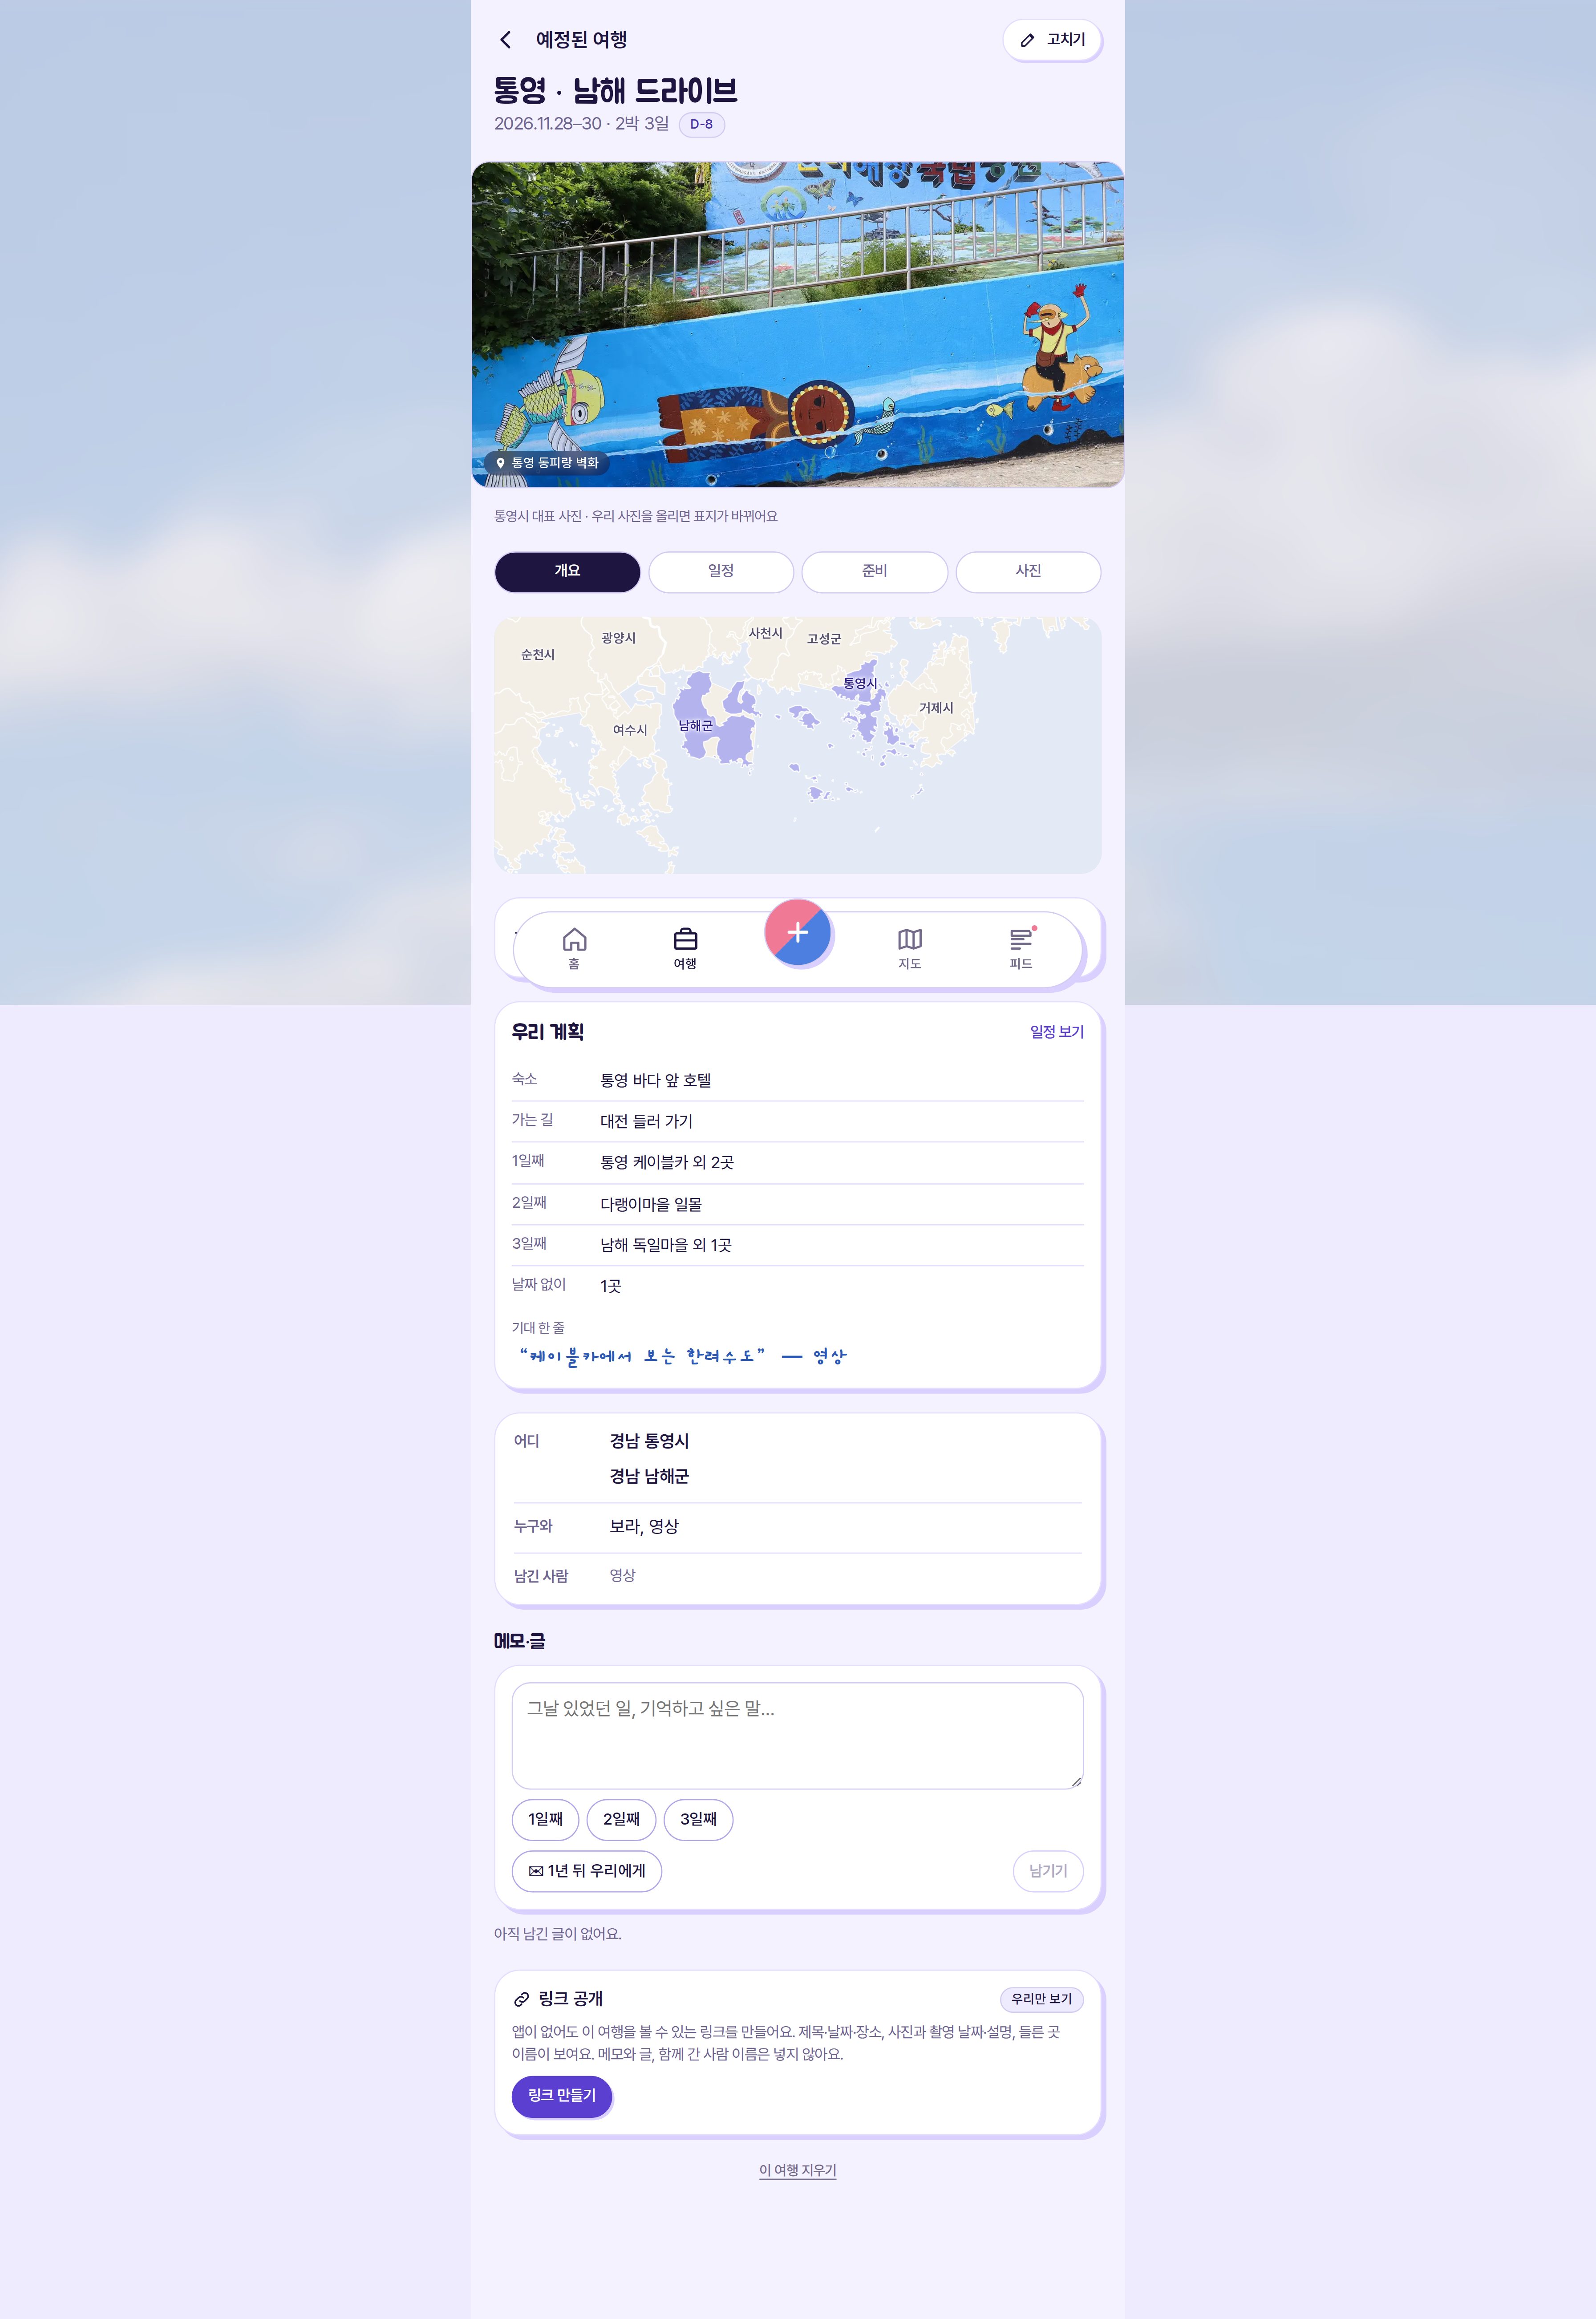 예정된 여행
고치기
통영 · 남해 드라이브
2026.11.28–30 · 2박 3일 D-8
통영 동피랑 벽화
통영시 대표 사진 · 우리 사진을 올리면 표지가 바뀌어요
개요 일정 준비 사진
순천시 광양시 사천시 고성군
통영시
거제시
여수시 남해군
홈 여행 지도 피드
우리 계획 일정 보기
숙소 통영 바다 앞 호텔
가는 길 대전 들러 가기
1일째 통영 케이블카 외 2곳
2일째 다랭이마을 일몰
3일째 남해 독일마을 외 1곳
날짜 없이 1곳
기대 한 줄
“케이블카에서 보는 한려수도” — 영상
어디 경남 통영시
경남 남해군
누구와 보라, 영상
남긴 사람 영상
메모·글
그날 있었던 일, 기억하고 싶은 말...
1일째 2일째 3일째
1년 뒤 우리에게 남기기
아직 남긴 글이 없어요.
링크 공개 우리만 보기
앱이 없어도 이 여행을 볼 수 있는 링크를 만들어요. 제목·날짜·장소, 사진과 촬영 날짜·설명, 들른 곳
이름이 보여요. 메모와 글, 함께 간 사람 이름은 넣지 않아요.
링크 만들기
이 여행 지우기